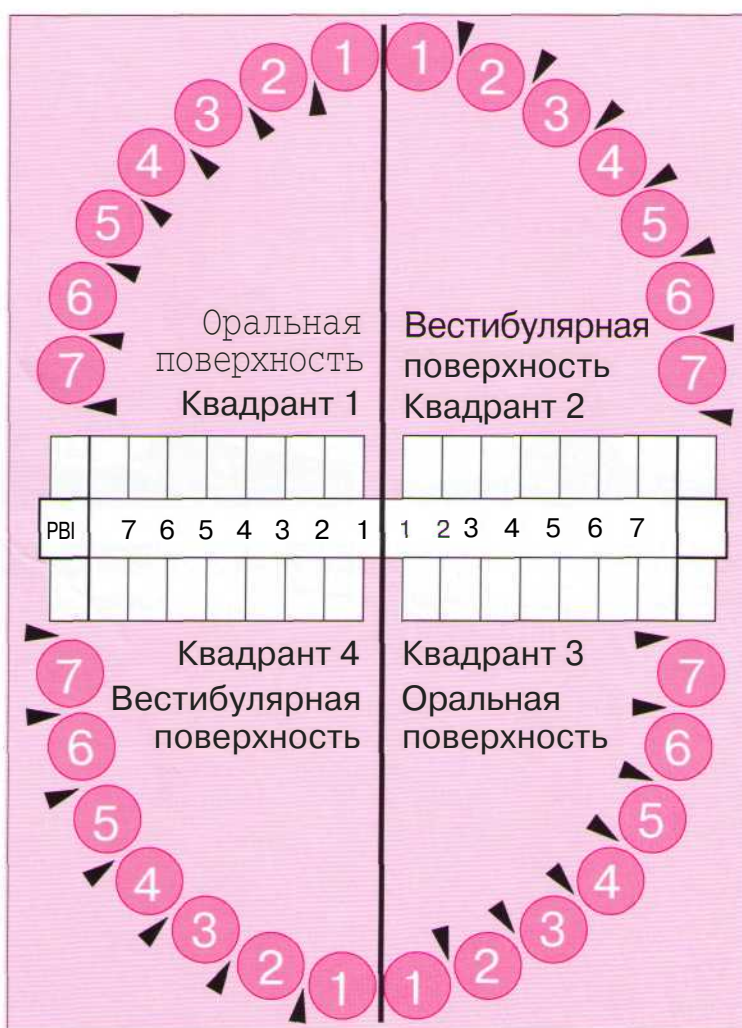 1 1
2 2
3 3
4 4
5 5
6 6
7 7
Оральная
поверхность
Квадрант 1
Вестибулярная
поверхность
Квадрант 2
PBI 7 6 5 4 3 2 1 1 2 3 4 5 6 7
Квадрант 4
Вестибулярная
поверхность
Квадрант 3
Оральная
поверхность
7 7
6 6
5 5
4 4
3 3
2 2
1 1